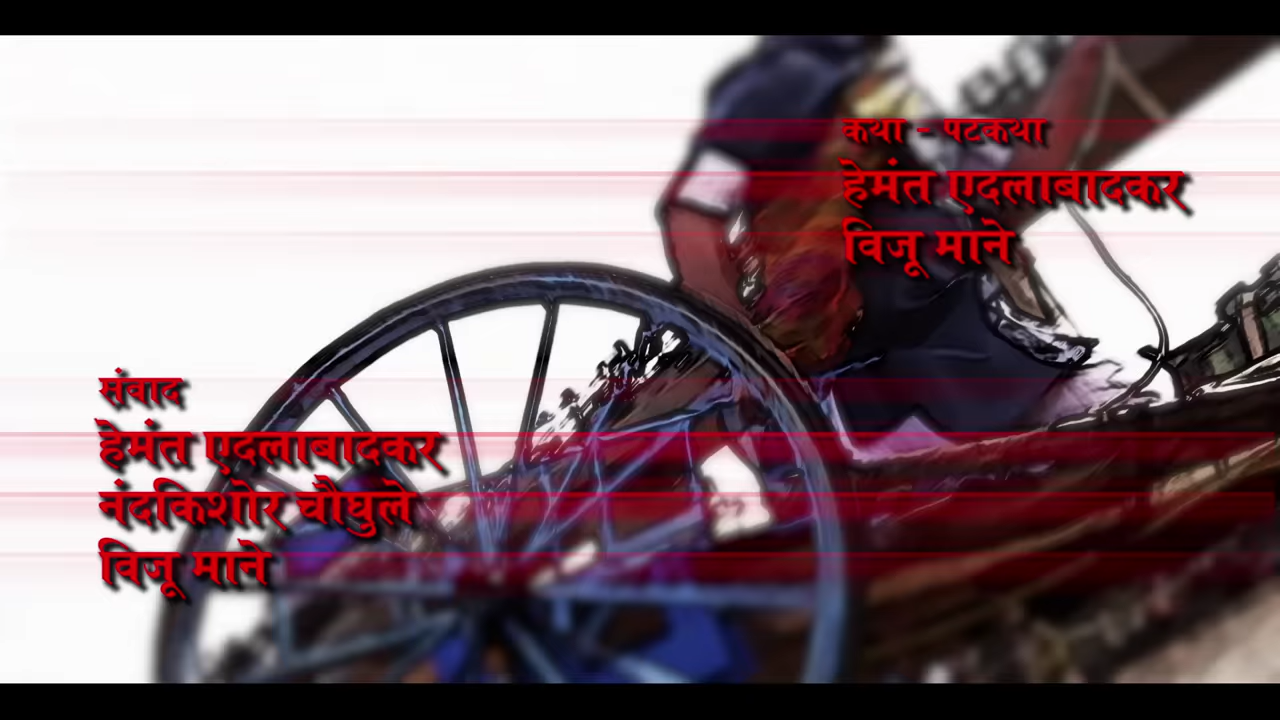 कथा - पटकथा
हेमंत एदलाबादकर
विजू माने
संवाद
हेमंत एदलाबादकर
नंदकिशोर चौघुले
विजू माने